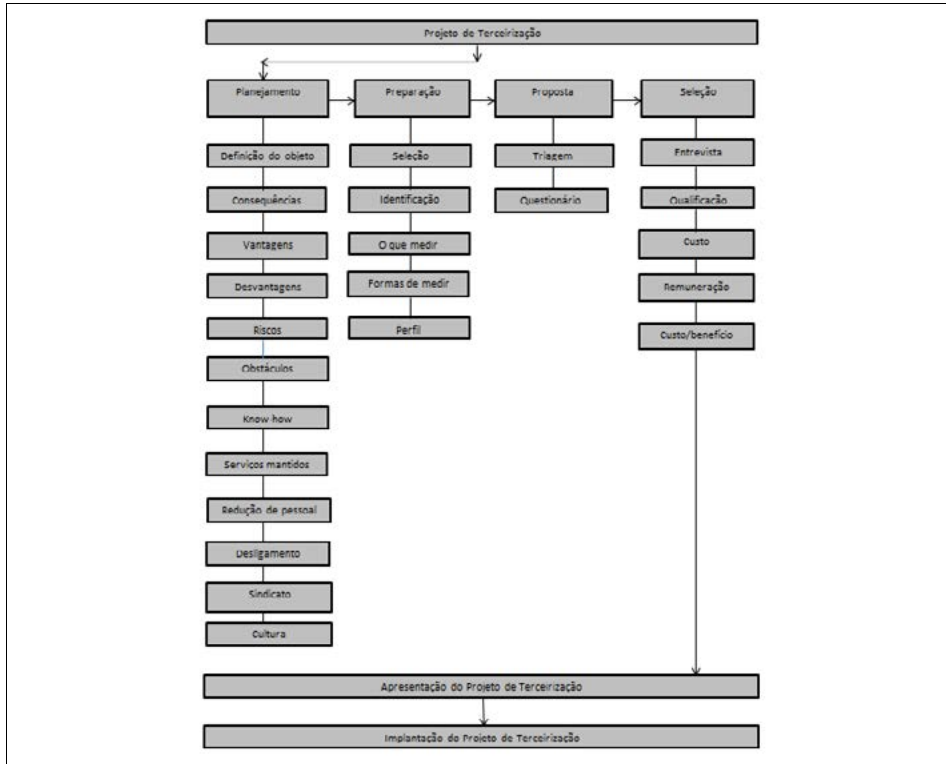 Projeto de Terceirização
Planejamento
Preparação
Proposta
Seleção
Definição do objeto
Consequências
Vantagens
Desvantagens
Riscos
Obstáculos
Know how
Serviços mantidos
Redução de pessoal
Desligamento
Sindicato
Cultura
Seleção
Identificação
O que medir
Formas de medir
Perfil
Triagem
Questionário
Entrevista
Qualificação
Custo
Remuneração
Custo/benefício
Apresentação do Projeto de Terceirização
Implantação do Projeto de Terceirização